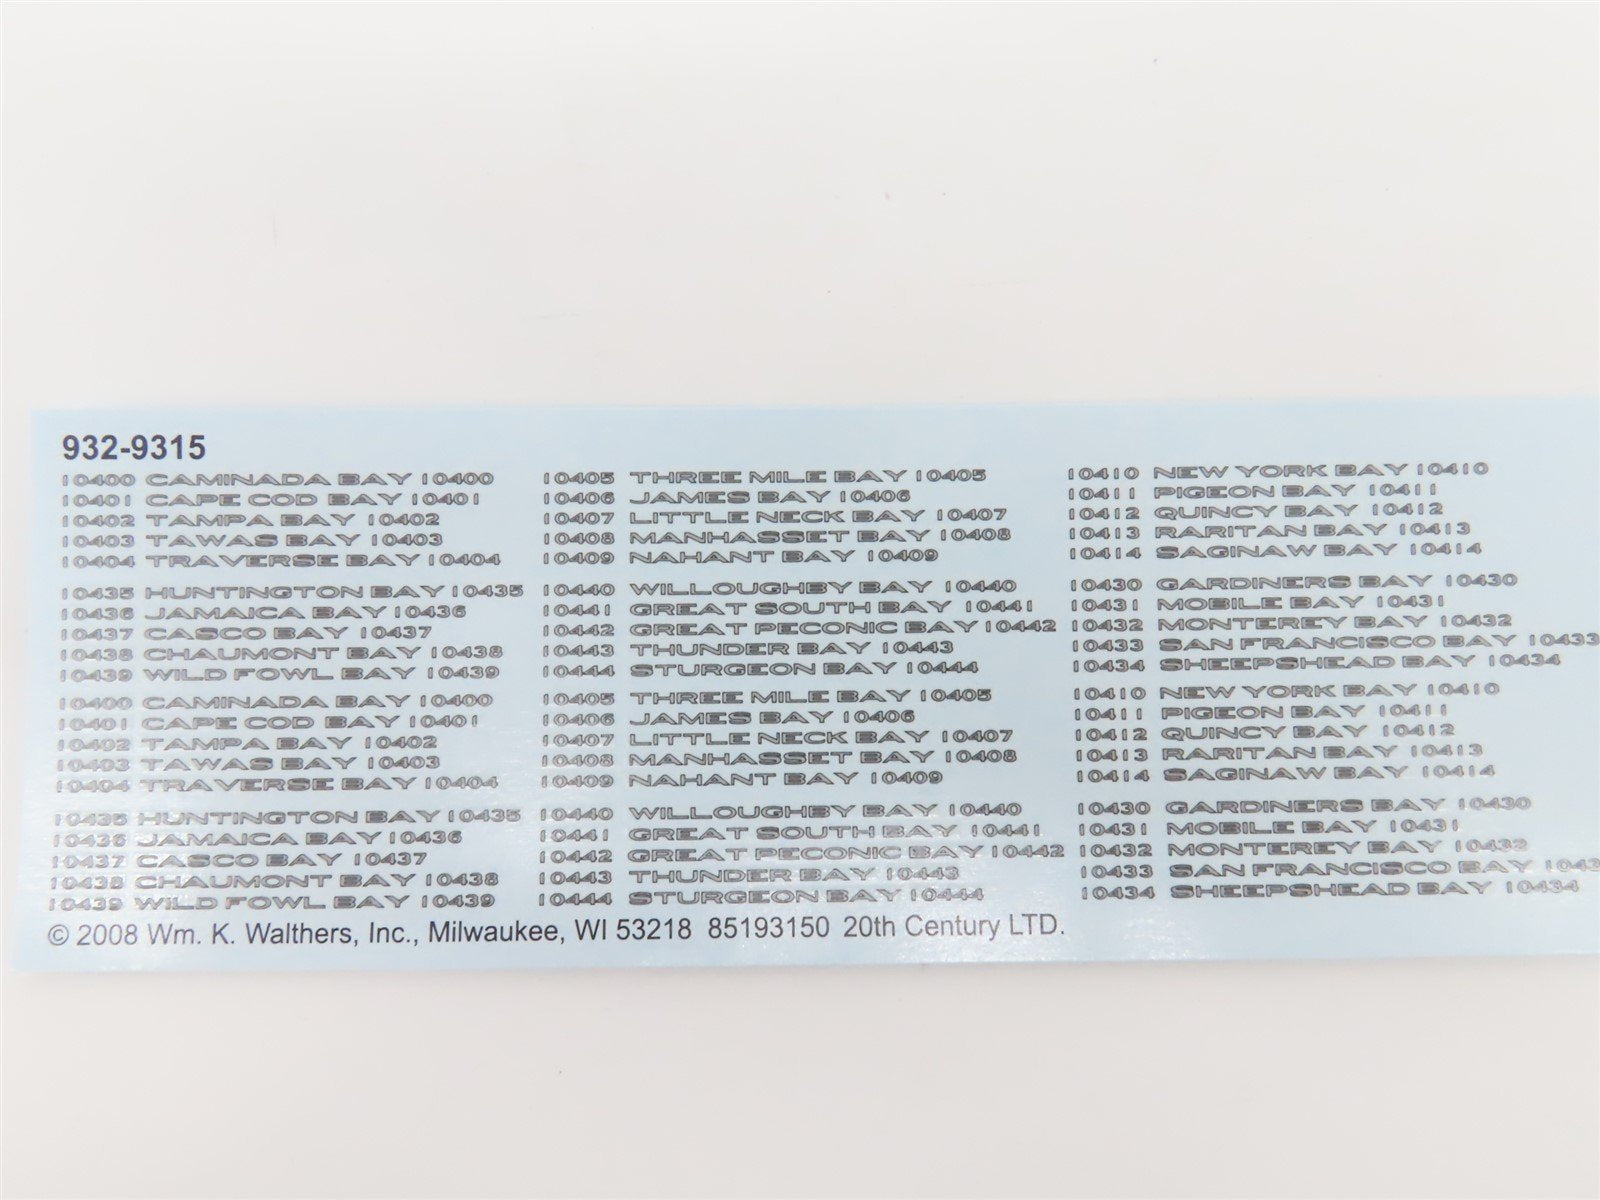 932-9315
10400 CAMINADA BAY 10400 10405 THREE MILE BAY 10405 10410 NEW YORK BAY 10410
10401 CAPE COD BAY 10401 10406 JAMES BAY 10406 10411 PIGEON BAY 10411
10402 TAMPA BAY 10402 10407 LITTLE NECK BAY 10407 10412 QUINCY BAY 10412
10403 TAWAS BAY 10403 10408 MANHASSET BAY 10408 10413 RARITAN BAY 10413
10404 TRAVERSE BAY 10404 10409 NAHANT BAY 10409 10414 SAGINAW BAY 10414
10435 HUNTINGTON BAY 10435 10440 WILLOUGHBY BAY 10440 10430 GARDINERS BAY 10430
10436 JAMAICA BAY 10436 10441 GREAT SOUTH BAY 10441 10431 MOBILE BAY 10431
10437 CASCO BAY 10437 10442 GREAT PECONIC BAY 10442 10432 MONTEREY BAY 10432
10438 CHAUMONT BAY 10438 10443 THUNDER BAY 10443 10433 SAN FRANCISCO BAY 10433
10439 WILD FOWL BAY 10439 10444 STURGEON BAY 10444 10434 SHEEPSHEAD BAY 10434
10400 CAMINADA BAY 10400 10405 THREE MILE BAY 10405 10410 NEW YORK BAY 10410
10401 CAPE COD BAY 10401 10406 JAMES BAY 10406 10411 PIGEON BAY 10411
10402 TAMPA BAY 10402 10407 LITTLE NECK BAY 10407 10412 QUINCY BAY 10412
10403 TAWAS BAY 10403 10408 MANHASSET BAY 10408 10413 RARITAN BAY 10413
10404 TRAVERSE BAY 10404 10409 NAHANT BAY 10409 10414 SAGINAW BAY 10414
10435 HUNTINGTON BAY 10435 10440 WILLOUGHBY BAY 10440 10430 GARDINERS BAY 10430
10436 JAMAICA BAY 10436 10441 GREAT SOUTH BAY 10441 10431 MOBILE BAY 10431
10437 CASCO BAY 10437 10442 GREAT PECONIC BAY 10442 10432 MONTEREY BAY 10432
10438 CHAUMONT BAY 10438 10443 THUNDER BAY 10443 10433 SAN FRANCISCO BAY 1043
10439 WILD FOWL BAY 10439 10444 STURGEON BAY 10444 10434 SHEEPSHEAD BAY 10434
© 2008 Wm. K. Walthers, Inc., Milwaukee, WI 53218 85193150 20th Century LTD.